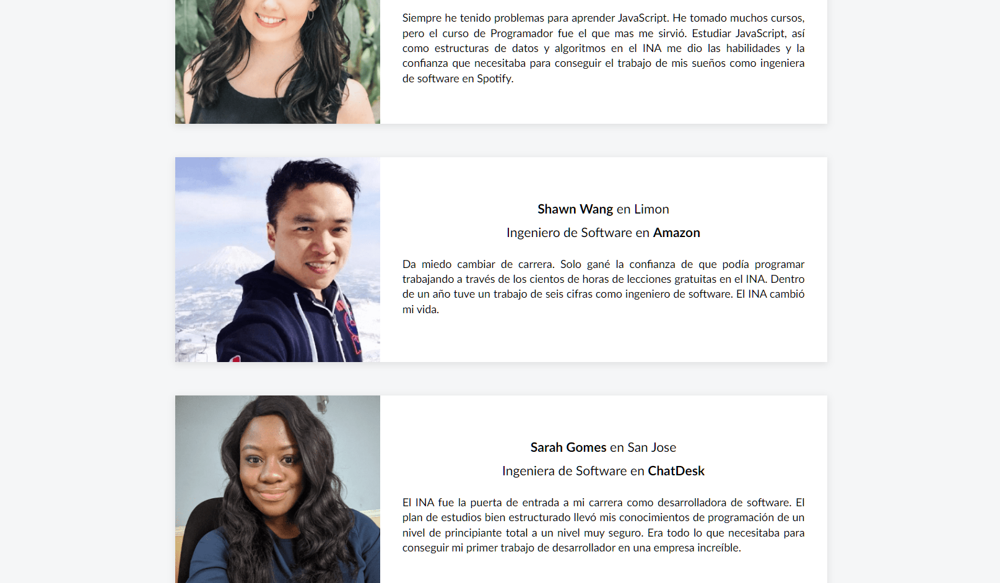 Siempre he tenido problemas para aprender JavaScript. He tomado muchos cursos,
pero el curso de Programador fue el que mas me sirvió. Estudiar JavaScript, así
como estructuras de datos y algoritmos en el INA me dio las habilidades y la
confianza que necesitaba para conseguir el trabajo de mis sueños como ingeniera
de software en Spotify.
Shawn Wang en Limon
Ingeniero de Software en Amazon
Da miedo cambiar de carrera. Solo gané la confianza de que podía programar
trabajando a través de los cientos de horas de lecciones gratuitas en el INA. Dentro
de un año tuve un trabajo de seis cifras como ingeniero de software. El INA cambió
mi vida.
Sarah Gomes en San Jose
Ingeniera de Software en ChatDesk
El INA fue la puerta de entrada a mi carrera como desarrolladora de software. El
plan de estudios bien estructurado llevó mis conocimientos de programación de un
nivel de principiante total a un nivel muy seguro. Era todo lo que necesitaba para
conseguir mi primer trabajo de desarrollador en una empresa increíble.